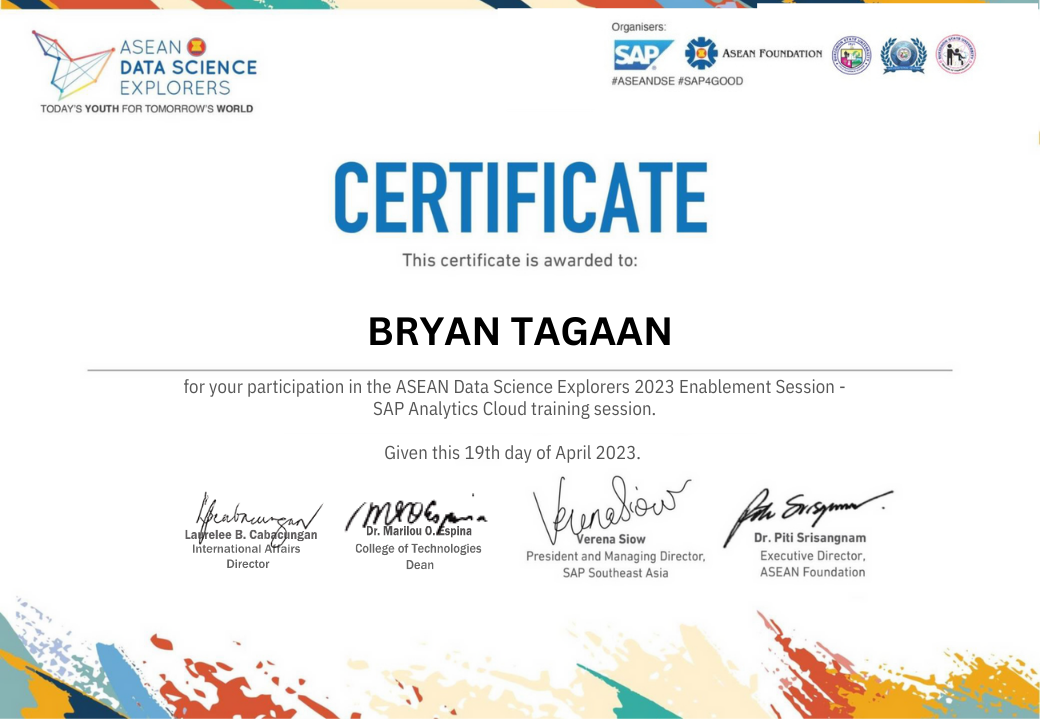 ASEAN
DATA SCIENCE
EXPLORERS
TODAY'S YOUTH FOR TOMORROW'S WORLD
Organisers:
SAP
ASEAN FOUNDATION
#ASEANDSE #SAP4GOOD
CERTIFICATE
This certificate is awarded to:
BRYAN TAGAAN
for your participation in the ASEAN Data Science Explorers 2023 Enablement Session -
SAP Analytics Cloud training session.
Given this 19th day of April 2023.
Laurelee B. Cabacungan
International Affairs
Director
Dr. Marilou O. Espina
College of Technologies
Dean
Verena Siow
Verena Siow
President and Managing Director,
SAP Southeast Asia
Dr. Piti Srisangnam
Executive Director,
ASEAN Foundation